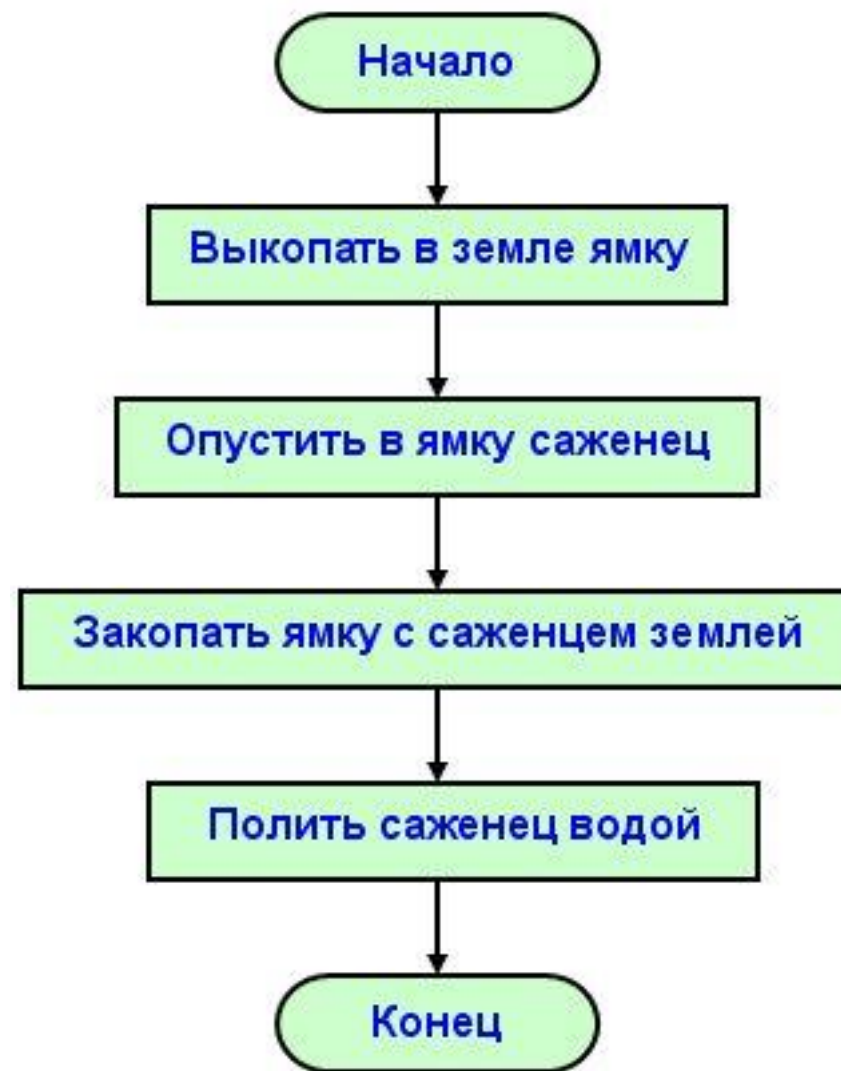 Начало
Выкопать в земле ямку
Опустить в ямку саженец
Закопать ямку с саженцем землей
Полить саженец водой
Конец